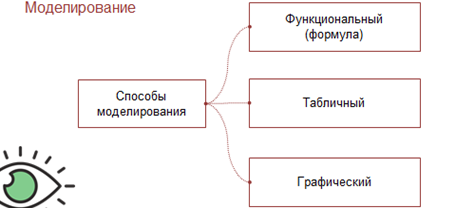 Моделирование
Функциональный
(формула)
Способы
моделирования
Табличный
Графический